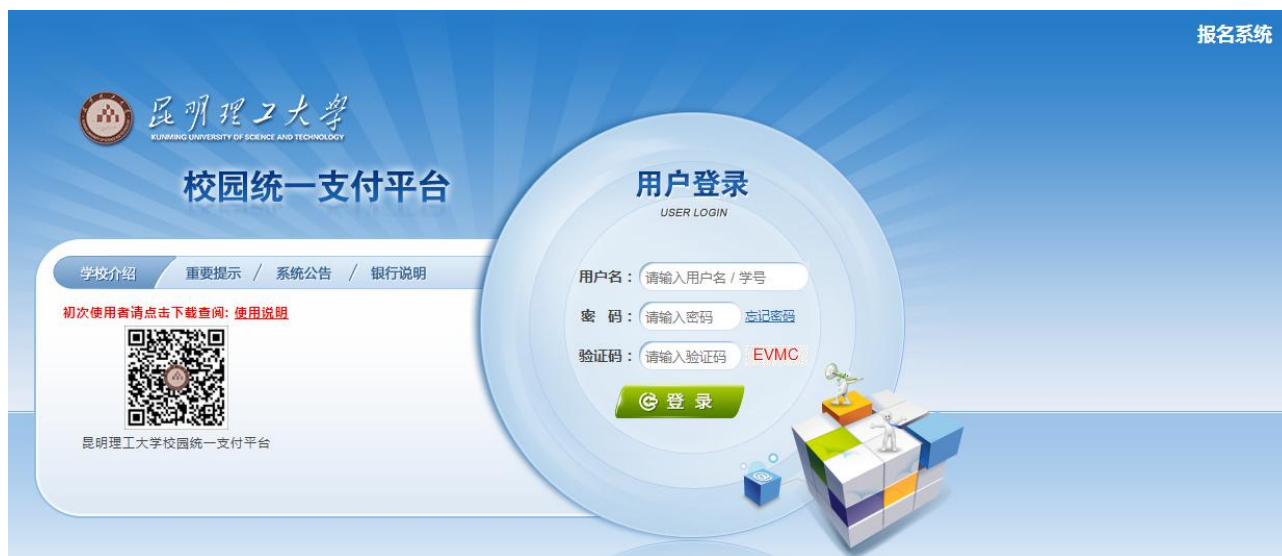 报名系统
昆明理工大学
KUNMING UNIVERSITY OF SCIENCE AND TECHNOLOGY
校园统一支付平台
用户登录
USER LOGIN
学校介绍 重要提示 / 系统公告 / 银行说明
初次使用者请点击下载查阅: 使用说明
昆明理工大学校园统一支付平台
用户名： 请输入用户名 / 学号
密 码： 请输入密码 忘记密码
验证码： 请输入验证码 EVMC
登 录